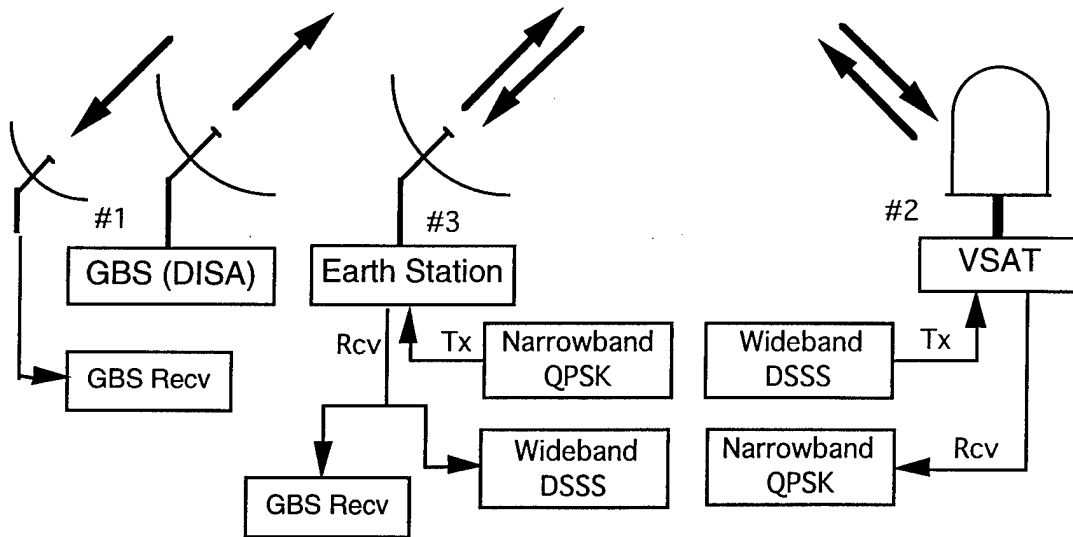 #1
#3
#2
GBS (DISA)
Earth Station
VSAT
Rcv
Tx
Narrowband
QPSK
Wideband
DSSS
Tx
GBS Recv
Wideband
DSSS
Narrowband
QPSK
Rcv
GBS Recv